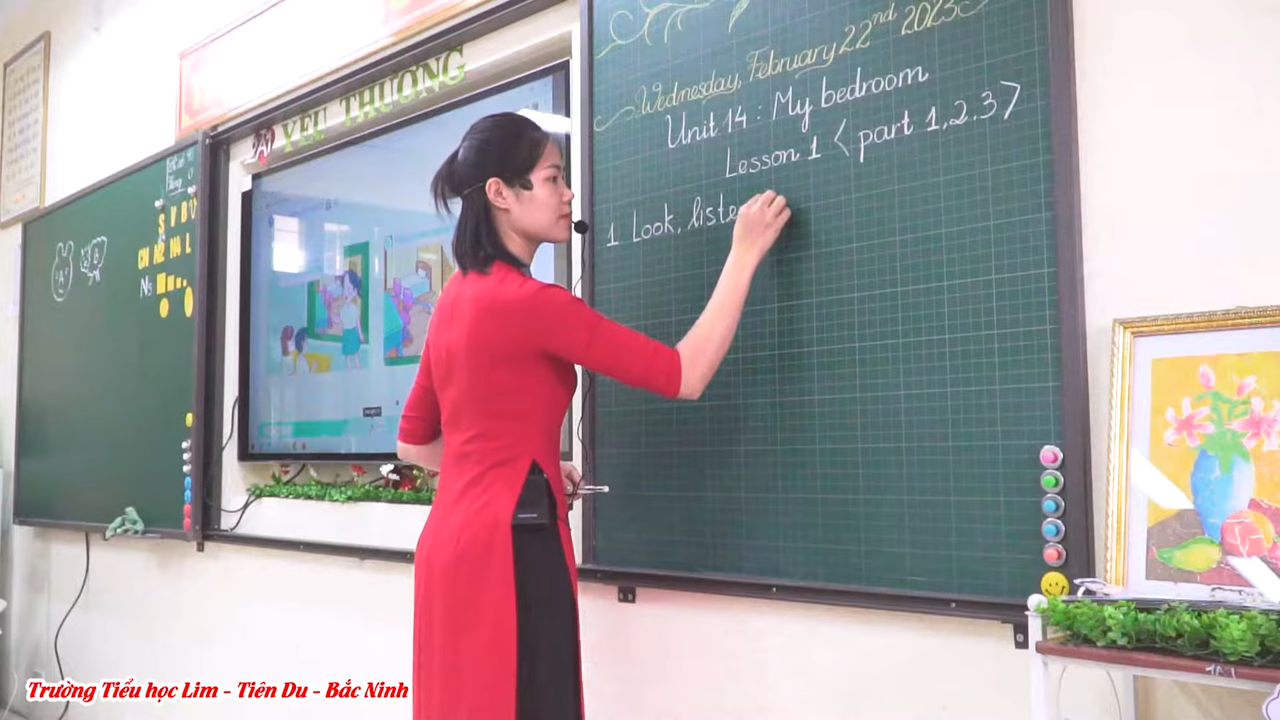 YÊU THƯƠNG
Wednesday, February 22nd 2023
Unit 14 : My bedroom
Lesson 1 < part 1,2.3 >
1 Look, liste
S V B V
N5
Trường Tiểu học Lim - Tiên Du - Bắc Ninh